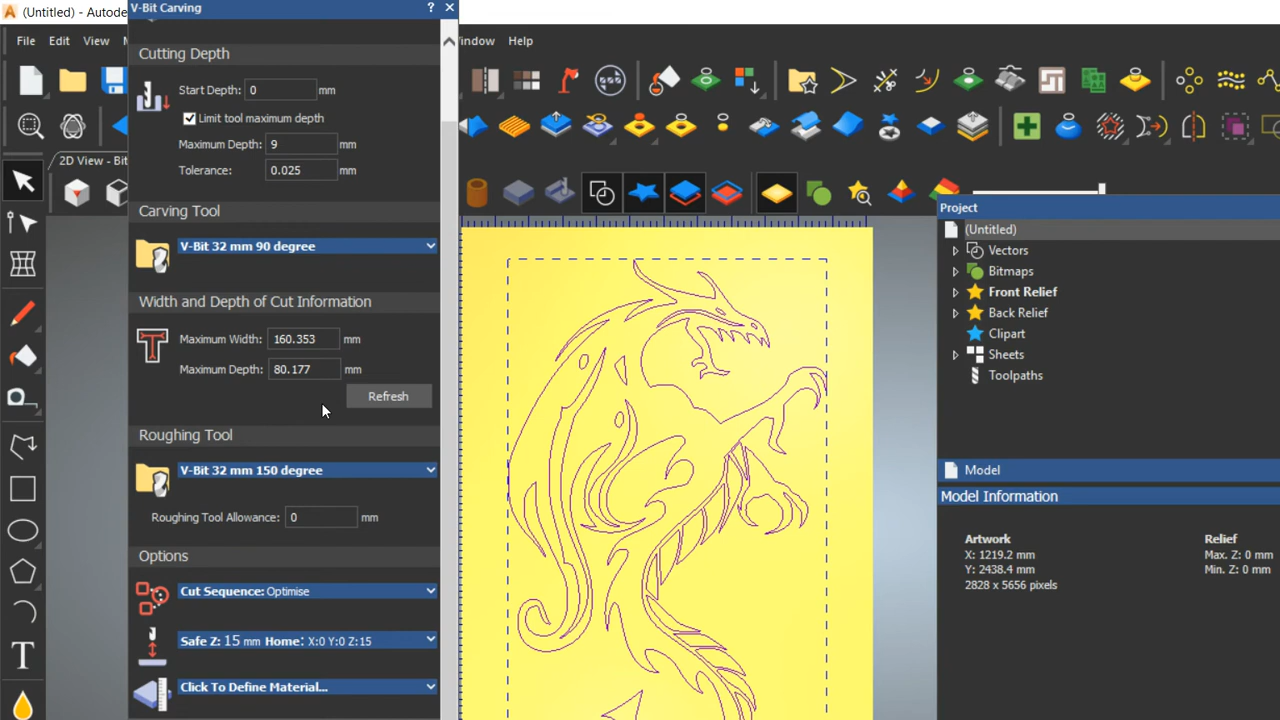 (Untitled) - Autode
V-Bit Carving
?
File Edit View
indow Help
Cutting Depth
Start Depth: 0 mm
Limit tool maximum depth
Maximum Depth: 9 mm
Tolerance: 0.025 mm
2D View - Bit
Carving Tool
V-Bit 32 mm 90 degree
Width and Depth of Cut Information
Maximum Width: 160.353 mm
Maximum Depth: 80.177 mm
Refresh
Roughing Tool
V-Bit 32 mm 150 degree
Roughing Tool Allowance: 0 mm
Options
Cut Sequence: Optimise
Safe Z: 15 mm Home: X:0 Y:0 Z:15
Click To Define Material...
Project
(Untitled)
Vectors
Bitmaps
Front Relief
Back Relief
Clipart
Sheets
Toolpaths
Model
Model Information
Artwork Relief
X: 1219.2 mm Max. Z: 0 mm
Y: 2438.4 mm Min. Z: 0 mm
2828 x 5656 pixels